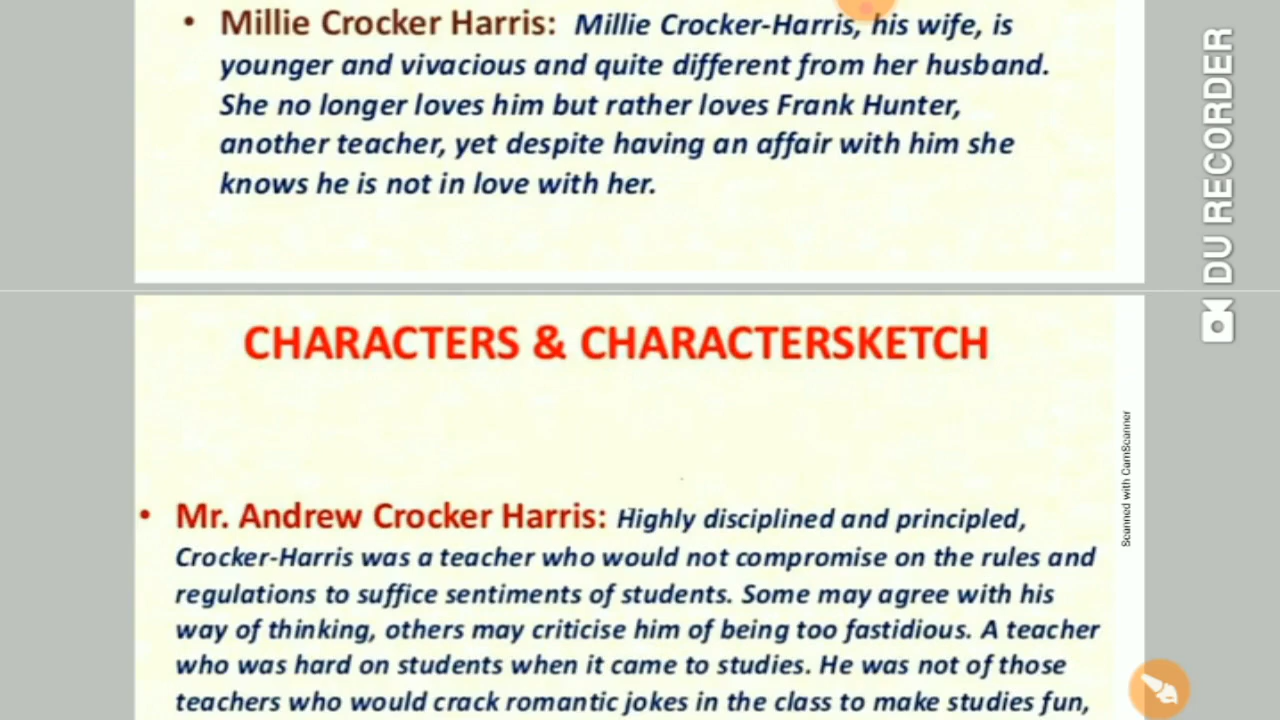 • Millie Crocker Harris: Millie Crocker-Harris, his wife, is
younger and vivacious and quite different from her husband.
She no longer loves him but rather loves Frank Hunter,
another teacher, yet despite having an affair with him she
knows he is not in love with her.
CHARACTERS & CHARACTERSKETCH
• Mr. Andrew Crocker Harris: Highly disciplined and principled,
Crocker-Harris was a teacher who would not compromise on the rules and
regulations to suffice sentiments of students. Some may agree with his
way of thinking, others may criticise him of being too fastidious. A teacher
who was hard on students when it came to studies. He was not of those
teachers who would crack romantic jokes in the class to make studies fun,
Scanned with CamScanner
DU RECORDER